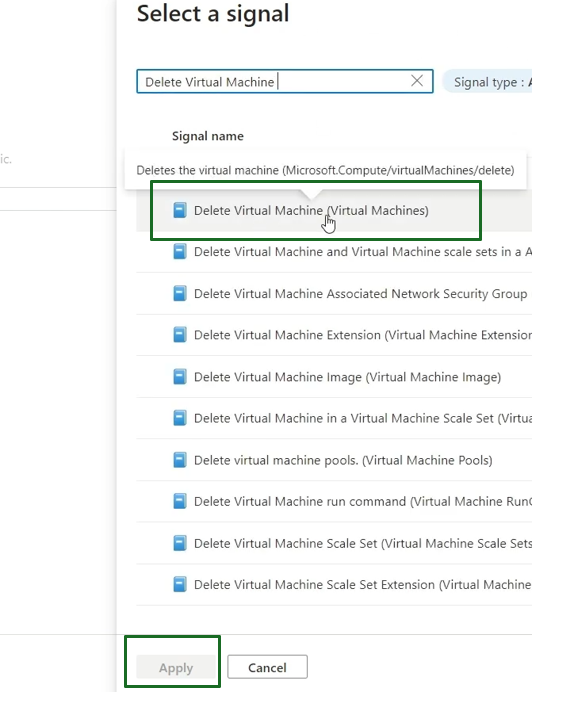 Select a signal
Delete Virtual Machine
Signal type :
Signal name
ic.
Deletes the virtual machine (Microsoft.Compute/virtualMachines/delete)
Delete Virtual Machine (Virtual Machines)
Delete Virtual Machine and Virtual Machine scale sets in a A
Delete Virtual Machine Associated Network Security Group
Delete Virtual Machine Extension (Virtual Machine Extension
Delete Virtual Machine Image (Virtual Machine Image)
Delete Virtual Machine in a Virtual Machine Scale Set (Virtua
Delete virtual machine pools. (Virtual Machine Pools)
Delete Virtual Machine run command (Virtual Machine Run
Delete Virtual Machine Scale Set (Virtual Machine Scale Sets
Delete Virtual Machine Scale Set Extension (Virtual Machine
Apply Cancel